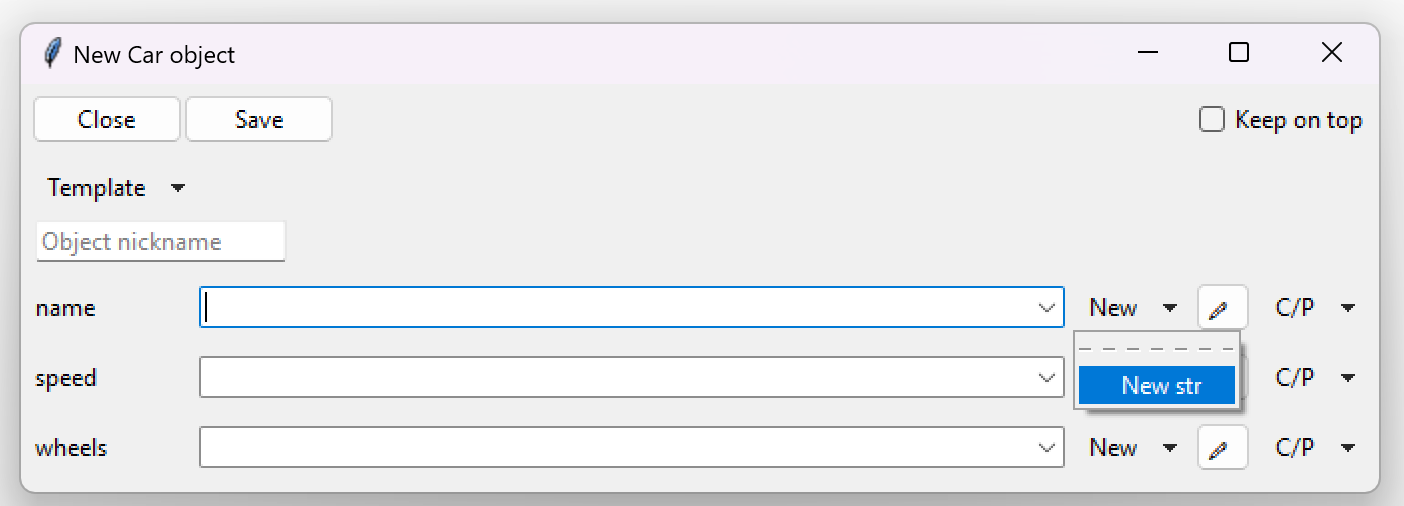 New Car object
Close Save Keep on top
Template
Object nickname
name New C/P
speed C/P
New str
wheels New C/P